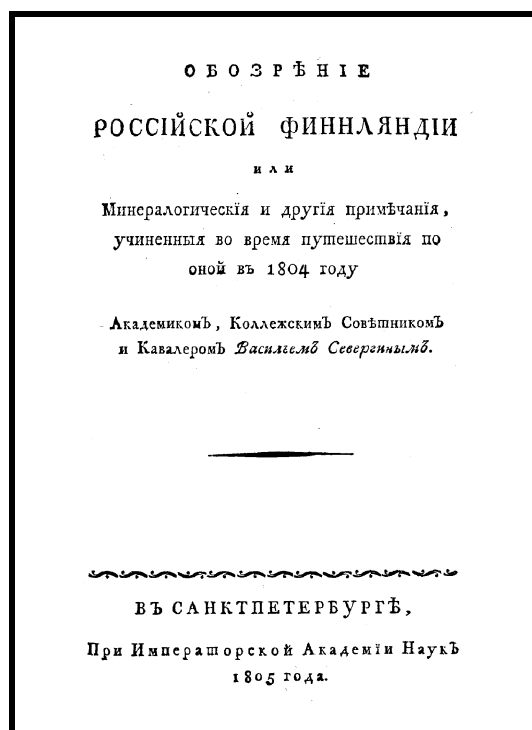 ОБОЗРѢНІЕ
РОССІЙСКОЙ ФИННЛЯНДІИ
или
Минералогическія и другія примѣчанія,
учиненныя во время путешествія по
оной въ 1804 году
Академикомъ, Коллежскимъ Совѣтникомъ
и Кавалеромъ Васильемъ Севергинымъ.
ВЪ САНКТПЕТЕРБУРГѢ,
При Императорской Академіи Наукъ
1805 года.